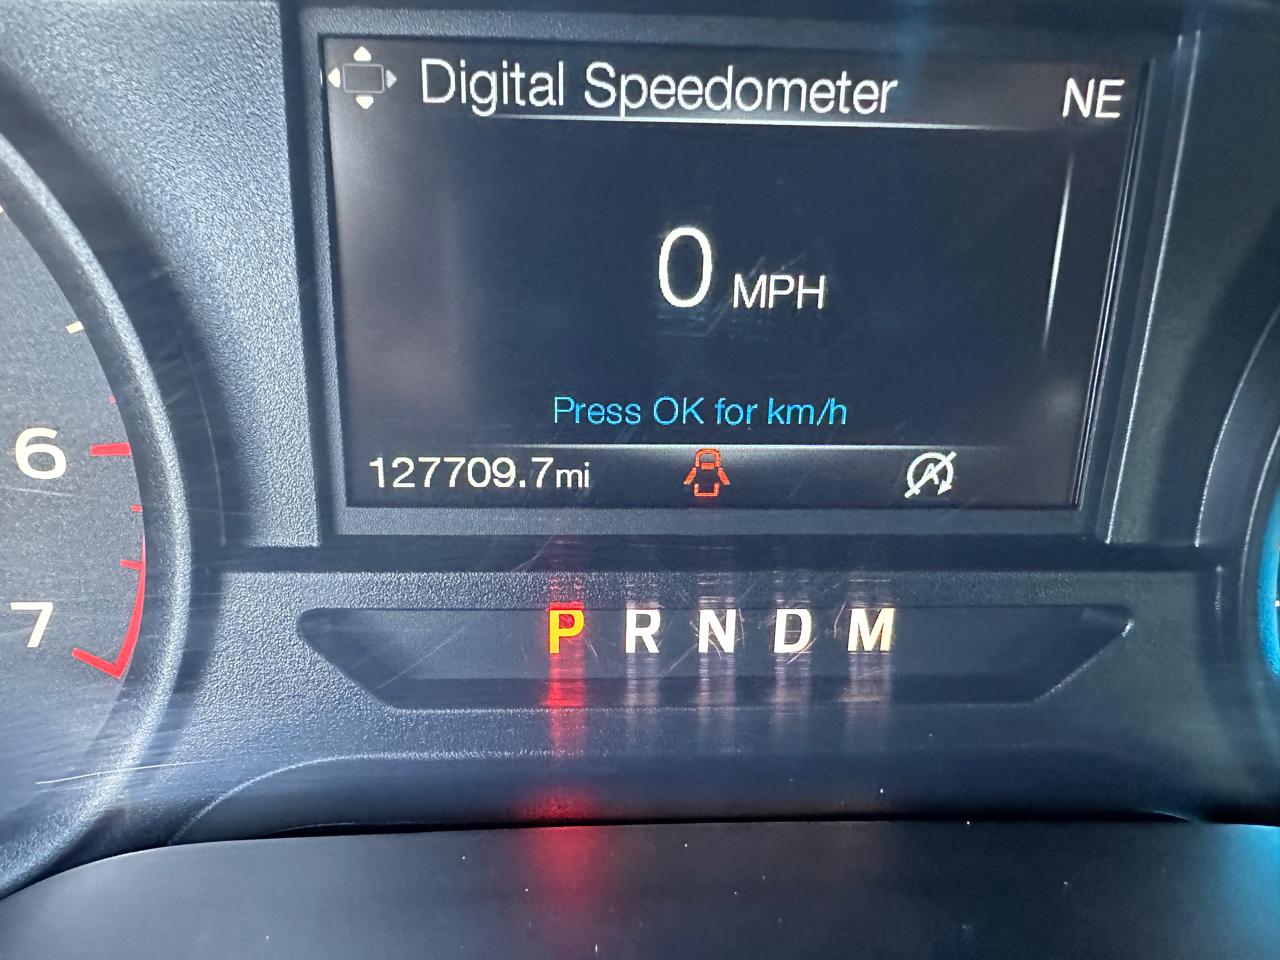 Digital Speedometer NE
0 MPH
Press OK for km/h
127709.7mi
6
7
P R N D M